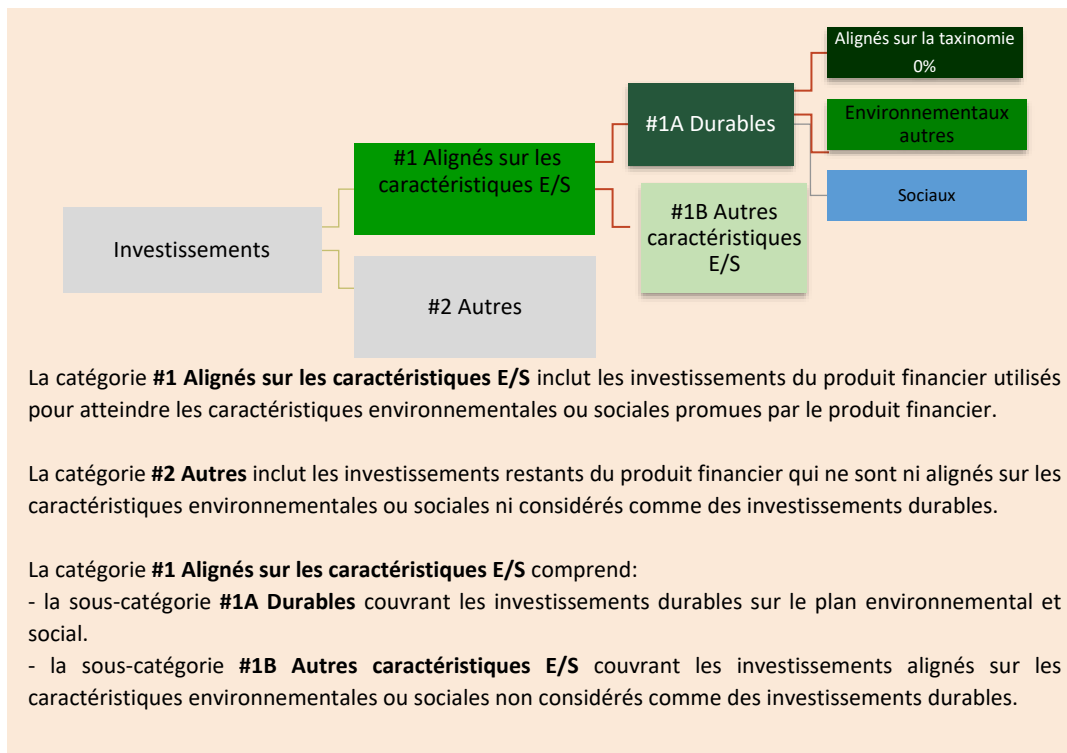 Alignés sur la taxinomie
0%
#1A Durables
Environnementaux
autres
#1 Alignés sur les
caractéristiques E/S
Sociaux
#1B Autres
caractéristiques
E/S
Investissements
#2 Autres
La catégorie #1 Alignés sur les caractéristiques E/S inclut les investissements du produit financier utilisés
pour atteindre les caractéristiques environnementales ou sociales promues par le produit financier.
La catégorie #2 Autres inclut les investissements restants du produit financier qui ne sont ni alignés sur les
caractéristiques environnementales ou sociales ni considérés comme des investissements durables.
La catégorie #1 Alignés sur les caractéristiques E/S comprend:
- la sous-catégorie #1A Durables couvrant les investissements durables sur le plan environnemental et
social.
- la sous-catégorie #1B Autres caractéristiques E/S couvrant les investissements alignés sur les
caractéristiques environnementales ou sociales non considérés comme des investissements durables.